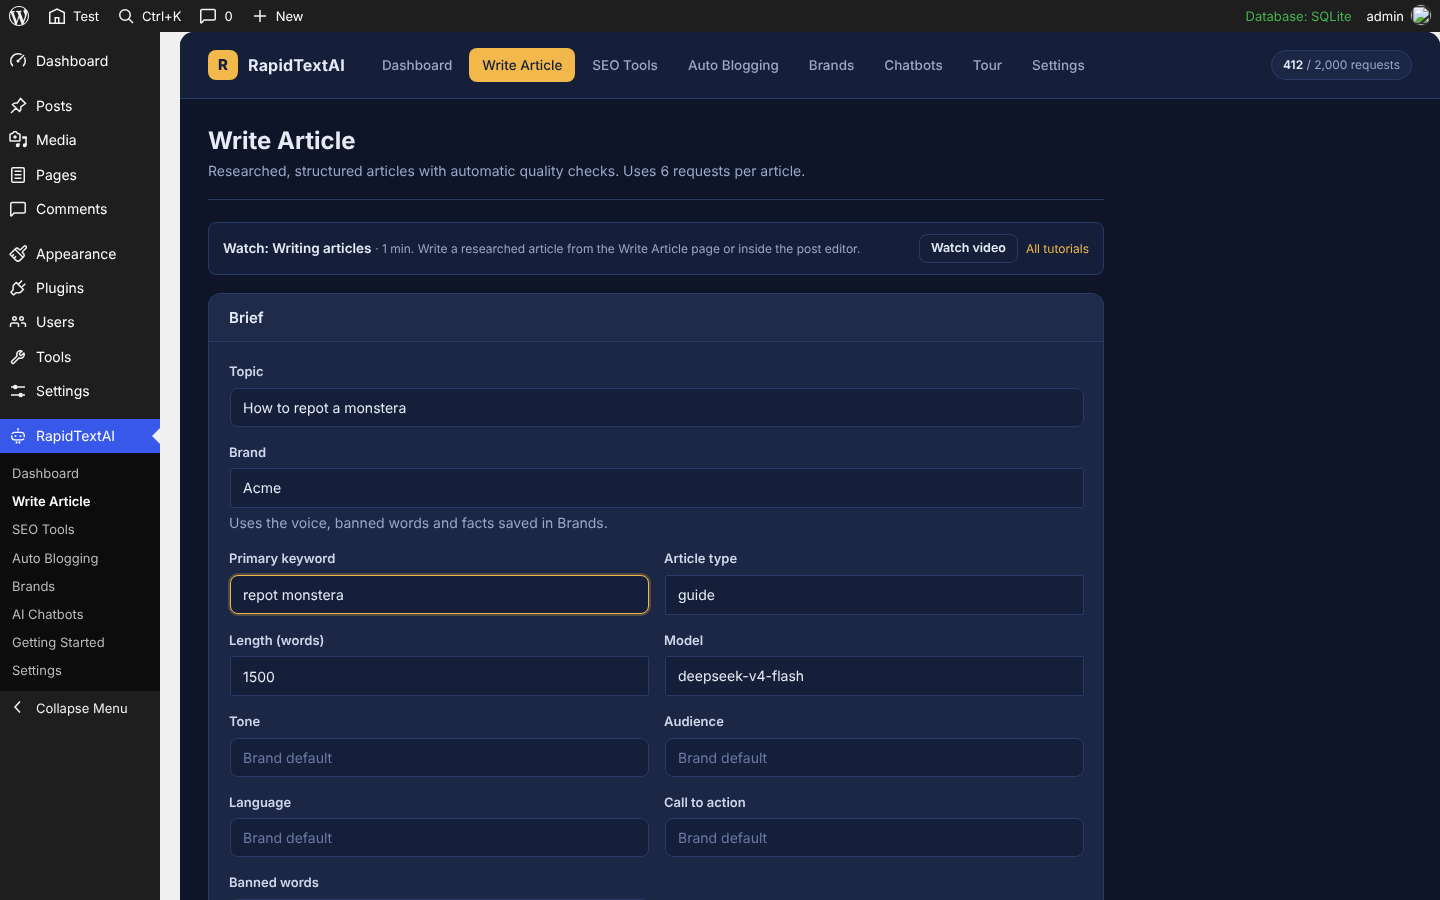 Test
Ctrl+K
0
New
Database: SQLite
admin
Dashboard
Posts
Media
Pages
Comments
Appearance
Plugins
Users
Tools
Settings
RapidTextAI
Dashboard
Write Article
SEO Tools
Auto Blogging
Brands
AI Chatbots
Getting Started
Settings
Collapse Menu
R RapidTextAI
Dashboard
Write Article
SEO Tools
Auto Blogging
Brands
Chatbots
Tour
Settings
412 / 2,000 requests
Write Article
Researched, structured articles with automatic quality checks. Uses 6 requests per article.
Watch: Writing articles · 1 min. Write a researched article from the Write Article page or inside the post editor.
Watch video
All tutorials
Brief
Topic
How to repot a monstera
Brand
Acme
Uses the voice, banned words and facts saved in Brands.
Primary keyword
repot monstera
Article type
guide
Length (words)
1500
Model
deepseek-v4-flash
Tone
Brand default
Audience
Brand default
Language
Brand default
Call to action
Brand default
Banned words